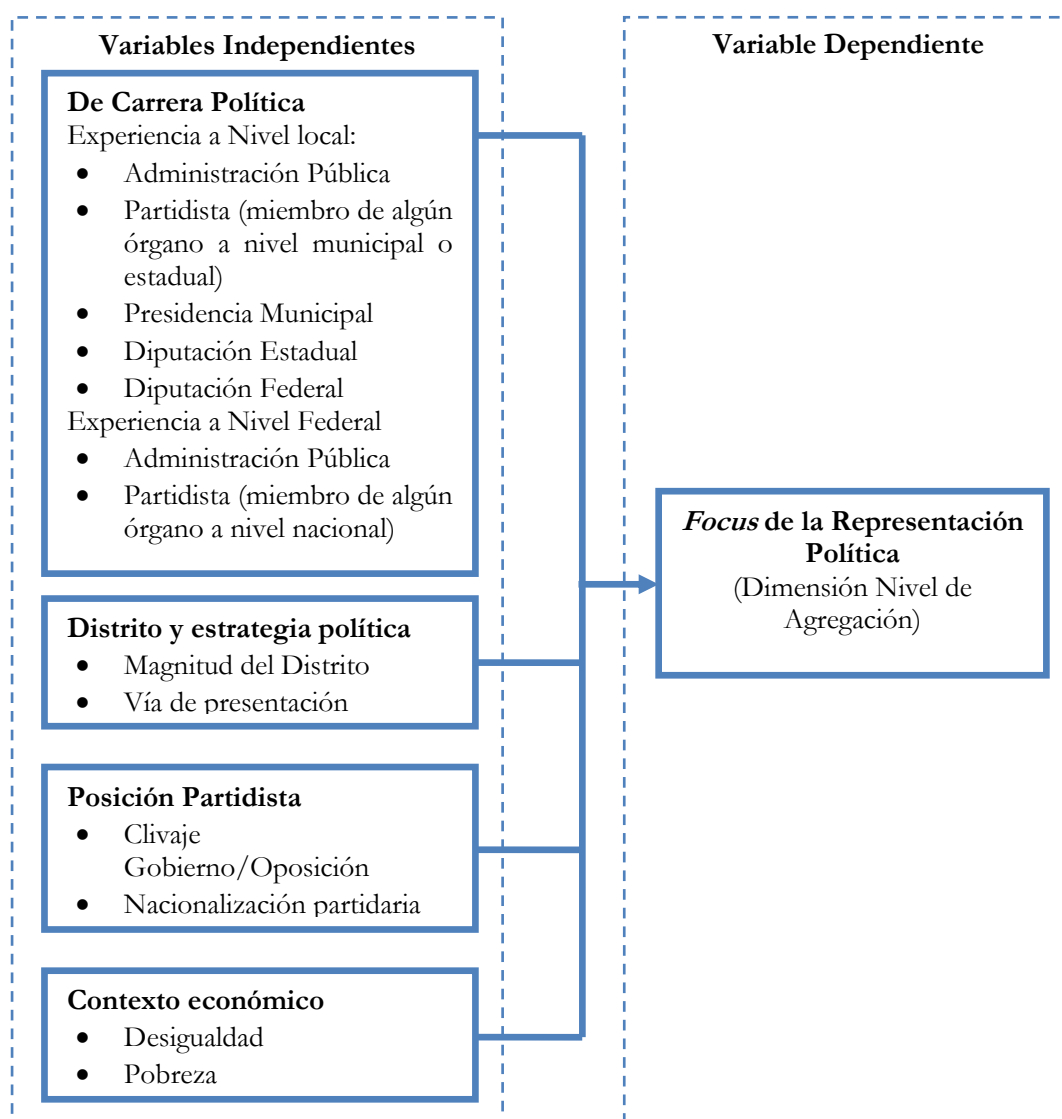 Variables Independientes
De Carrera Política
Experiencia a Nivel local:
• Administración Pública
• Partidista (miembro de algún
órgano a nivel municipal o
estadual)
• Presidencia Municipal
• Diputación Estadual
• Diputación Federal
Experiencia a Nivel Federal
• Administración Pública
• Partidista (miembro de algún
órgano a nivel nacional)
Distrito y estrategia política
• Magnitud del Distrito
• Vía de presentación
Posición Partidista
• Clivaje
Gobierno/Oposición
• Nacionalización partidaria
Contexto económico
• Desigualdad
• Pobreza
Variable Dependiente
Focus de la Representación
Política
(Dimensión Nivel de
Agregación)